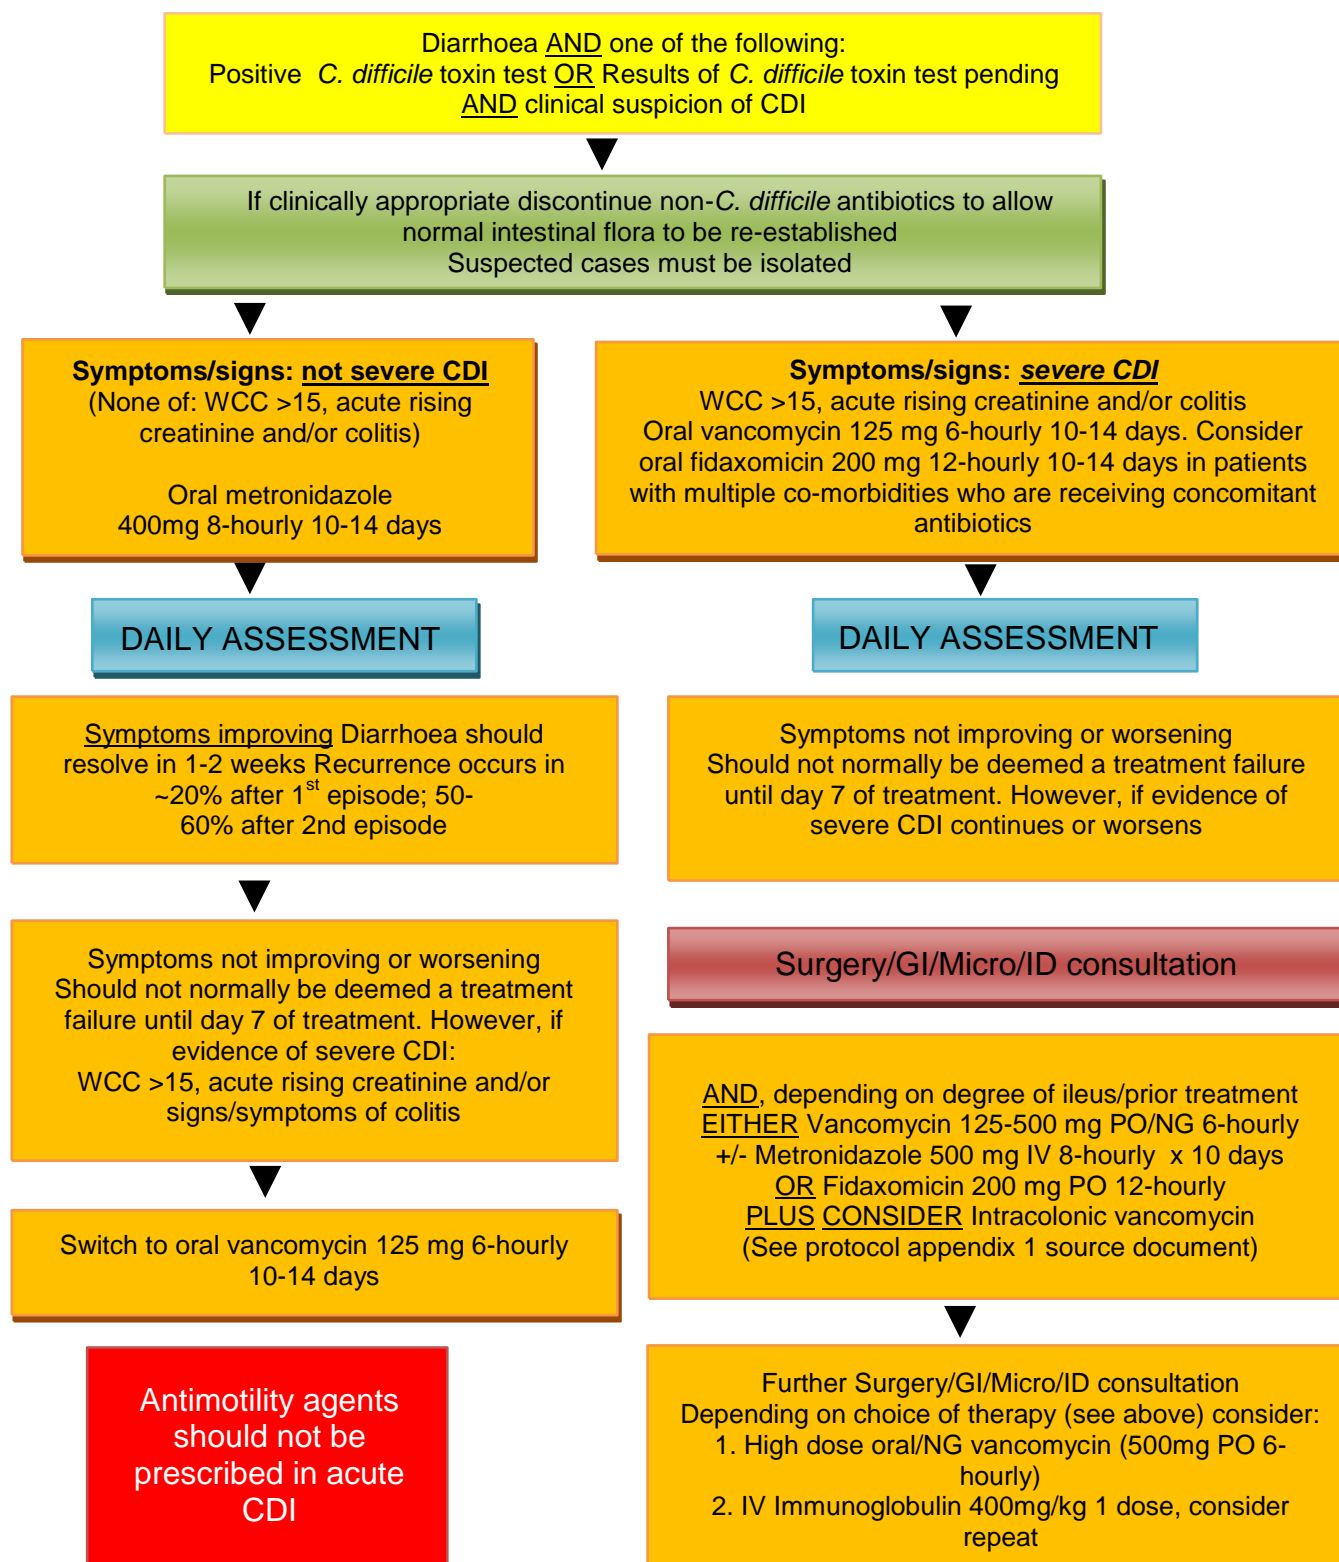 Diarrhoea AND one of the following:
Positive C. difficile toxin test OR Results of C. difficile toxin test pending
AND clinical suspicion of CDI
If clinically appropriate discontinue non-C. difficile antibiotics to allow
normal intestinal flora to be re-established
Suspected cases must be isolated
Symptoms/signs: not severe CDI
(None of: WCC >15, acute rising
creatinine and/or colitis)
Oral metronidazole
400mg 8-hourly 10-14 days
Symptoms/signs: severe CDI
WCC >15, acute rising creatinine and/or colitis
Oral vancomycin 125 mg 6-hourly 10-14 days. Consider
oral fidaxomicin 200 mg 12-hourly 10-14 days in patients
with multiple co-morbidities who are receiving concomitant
antibiotics
DAILY ASSESSMENT
DAILY ASSESSMENT
Symptoms improving Diarrhoea should
resolve in 1-2 weeks Recurrence occurs in
~20% after 1st episode; 50-
60% after 2nd episode
Symptoms not improving or worsening
Should not normally be deemed a treatment failure
until day 7 of treatment. However, if evidence of
severe CDI continues or worsens
Symptoms not improving or worsening
Should not normally be deemed a treatment
failure until day 7 of treatment. However, if
evidence of severe CDI:
WCC >15, acute rising creatinine and/or
signs/symptoms of colitis
Surgery/GI/Micro/ID consultation
AND, depending on degree of ileus/prior treatment
EITHER Vancomycin 125-500 mg PO/NG 6-hourly
+/- Metronidazole 500 mg IV 8-hourly x 10 days
OR Fidaxomicin 200 mg PO 12-hourly
PLUS CONSIDER Intracolonic vancomycin
(See protocol appendix 1 source document)
Switch to oral vancomycin 125 mg 6-hourly
10-14 days
Antimotility agents
should not be
prescribed in acute
CDI
Further Surgery/GI/Micro/ID consultation
Depending on choice of therapy (see above) consider:
1. High dose oral/NG vancomycin (500mg PO 6-
hourly)
2. IV Immunoglobulin 400mg/kg 1 dose, consider
repeat